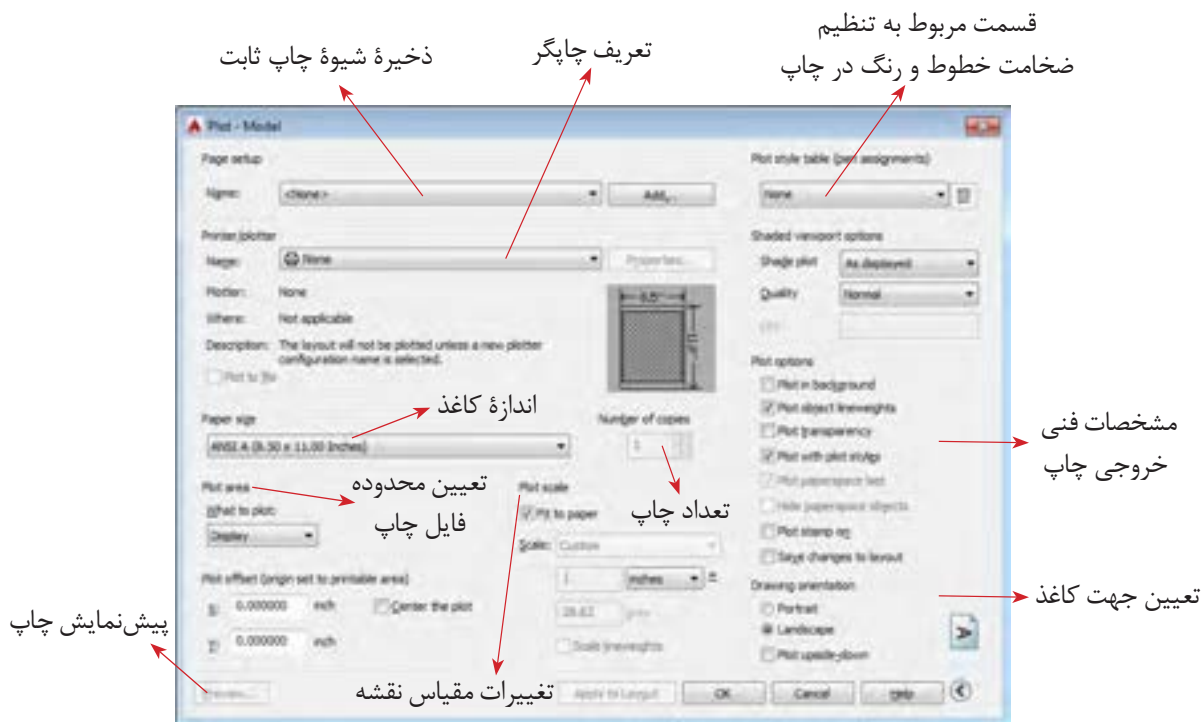 قسمت مربوط به تنظیم
ضخامت خطوط و رنگ در چاپ
تعریف چاپگر
ذخیرهٔ شیوهٔ چاپ ثابت
Plot - Model
Page setup
Name: <None> Add...
Plot style table (pen assignments)
None
Printer/plotter
Name: None Properties...
Plotter: None
Where: Not applicable
Description: The layout will not be plotted unless a new plotter
configuration name is selected.
Plot to file
8.5"
Shaded viewport options
Shade plot As displayed
Quality Normal
Plot options
Plot in background
Plot object lineweights
Plot transparency
Plot with plot styles
Plot paperspace last
Hide paperspace objects
Plot stamp on
Save changes to layout
مشخصات فنی
خروجی چاپ
اندازهٔ کاغذ
Paper size
ANSI A (8.50 x 11.00 Inches)
Number of copies
1
تعداد چاپ
تعیین محدوده
فایل چاپ
Plot area
What to plot:
Display
Plot scale
Fit to paper
Scale: Custom
1 inches =
28.62
Scale lineweights
Plot offset (origin set to printable area)
X: 0.000000 inch Center the plot
Y: 0.000000 inch
Drawing orientation
Portrait
Landscape
Plot upside-down
A
تعیین جهت کاغذ
پیش‌نمایش چاپ
تغییرات مقیاس نقشه
Preview... Apply to Layout OK Cancel Help